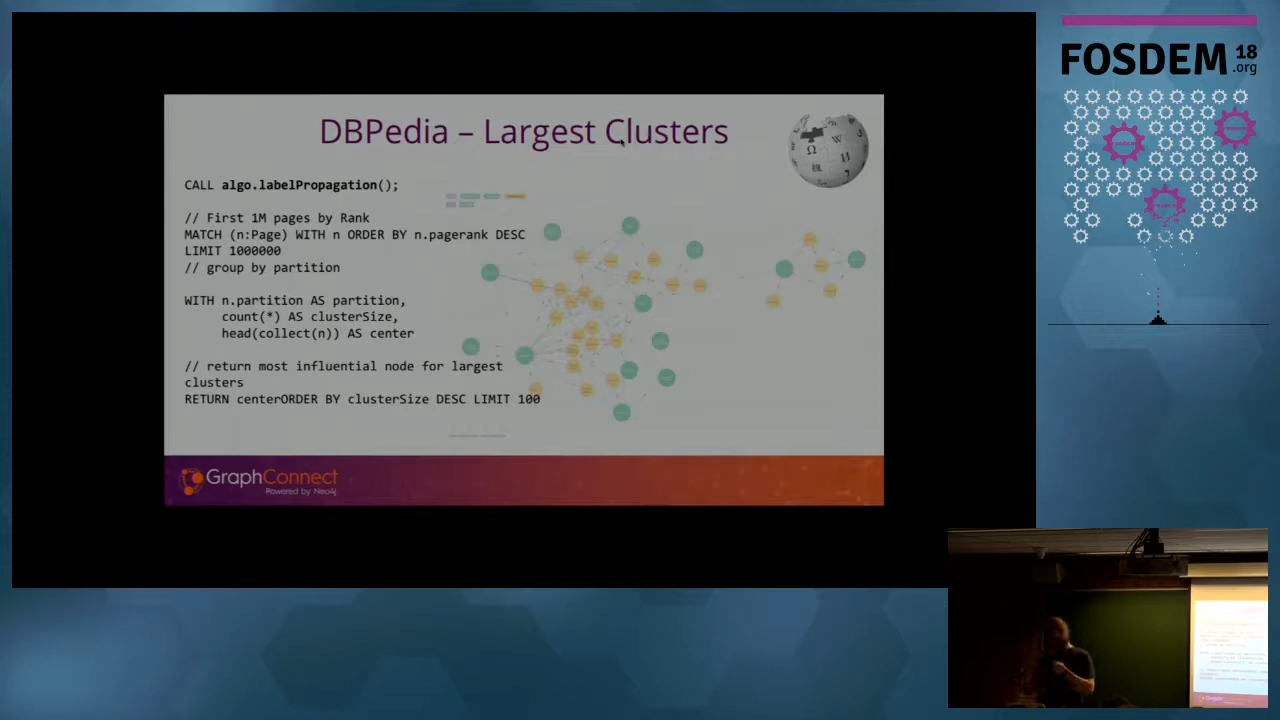 DBPedia – Largest Clusters
CALL algo.labelPropagation();
// First 1M pages by Rank
MATCH (n:Page) WITH n ORDER BY n.pagerank DESC
LIMIT 1000000
// group by partition
WITH n.partition AS partition,
count(*) AS clusterSize,
head(collect(n)) AS center
// return most influential node for largest
clusters
RETURN centerORDER BY clusterSize DESC LIMIT 100
GraphConnect
Powered by Neo4j
FOSDEM 18
.org